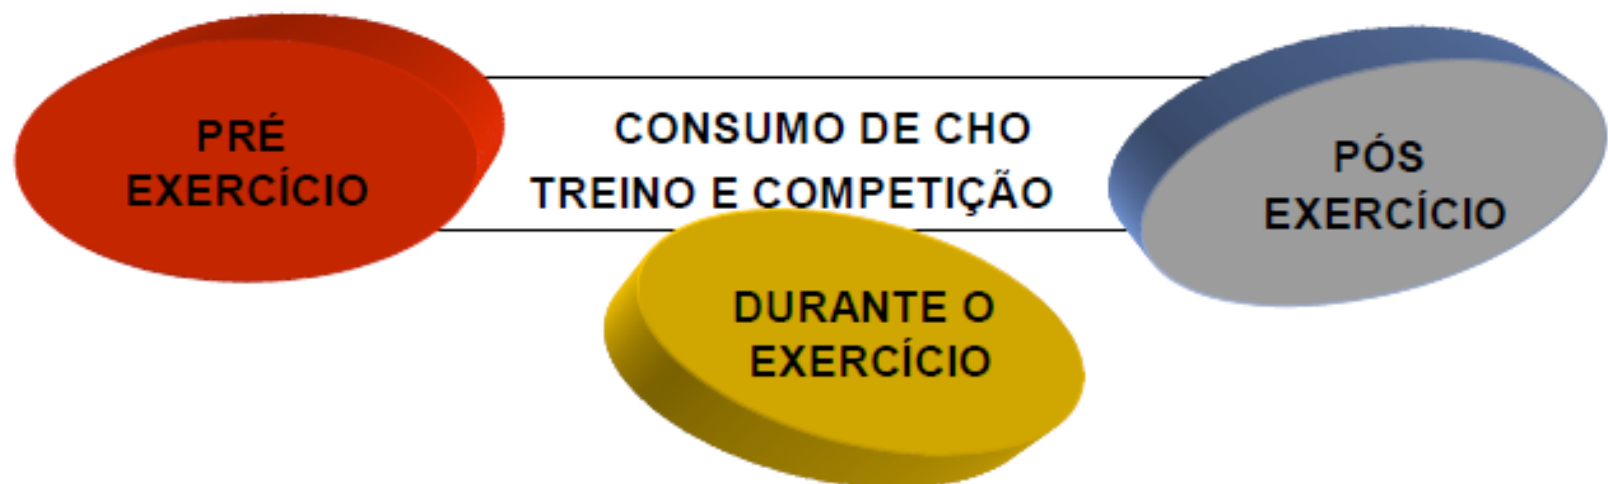 PRÉ
EXERCÍCIO
CONSUMO DE CHO
TREINO E COMPETIÇÃO
DURANTE O
EXERCÍCIO
PÓS
EXERCÍCIO